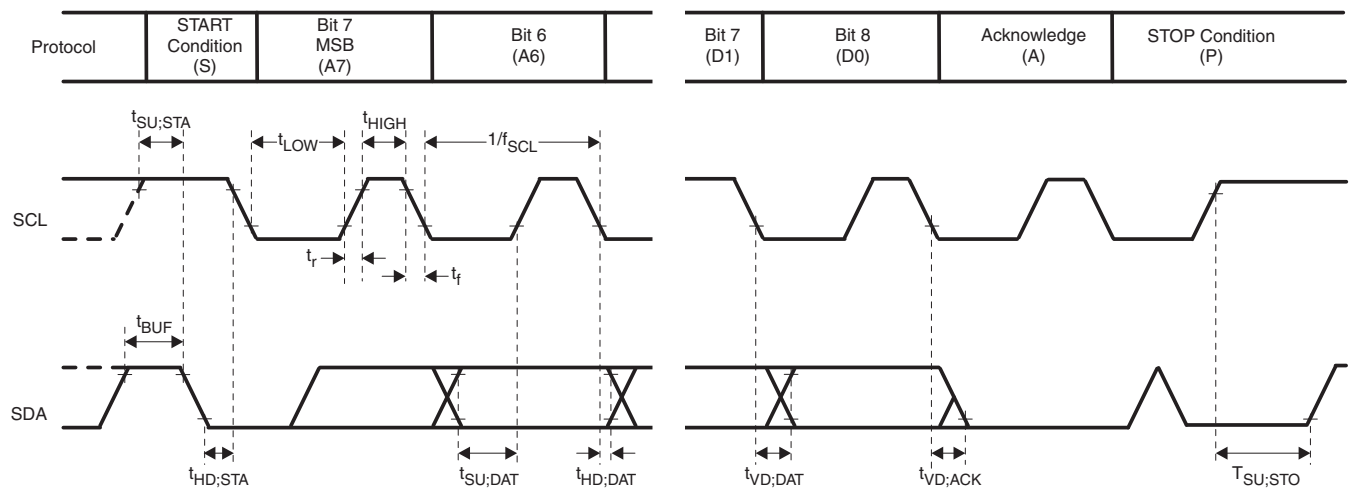 Protocol
START
Condition
(S)
Bit 7
MSB
(A7)
Bit 6
(A6)
Bit 7
(D1)
Bit 8
(D0)
Acknowledge
(A)
STOP Condition
(P)
tSU;STA
tLOW
tHIGH
1/fSCL
SCL
tr
tf
tBUF
SDA
tHD;STA
tSU;DAT
tHD;DAT
tVD;DAT
tVD;ACK
TSU;STO